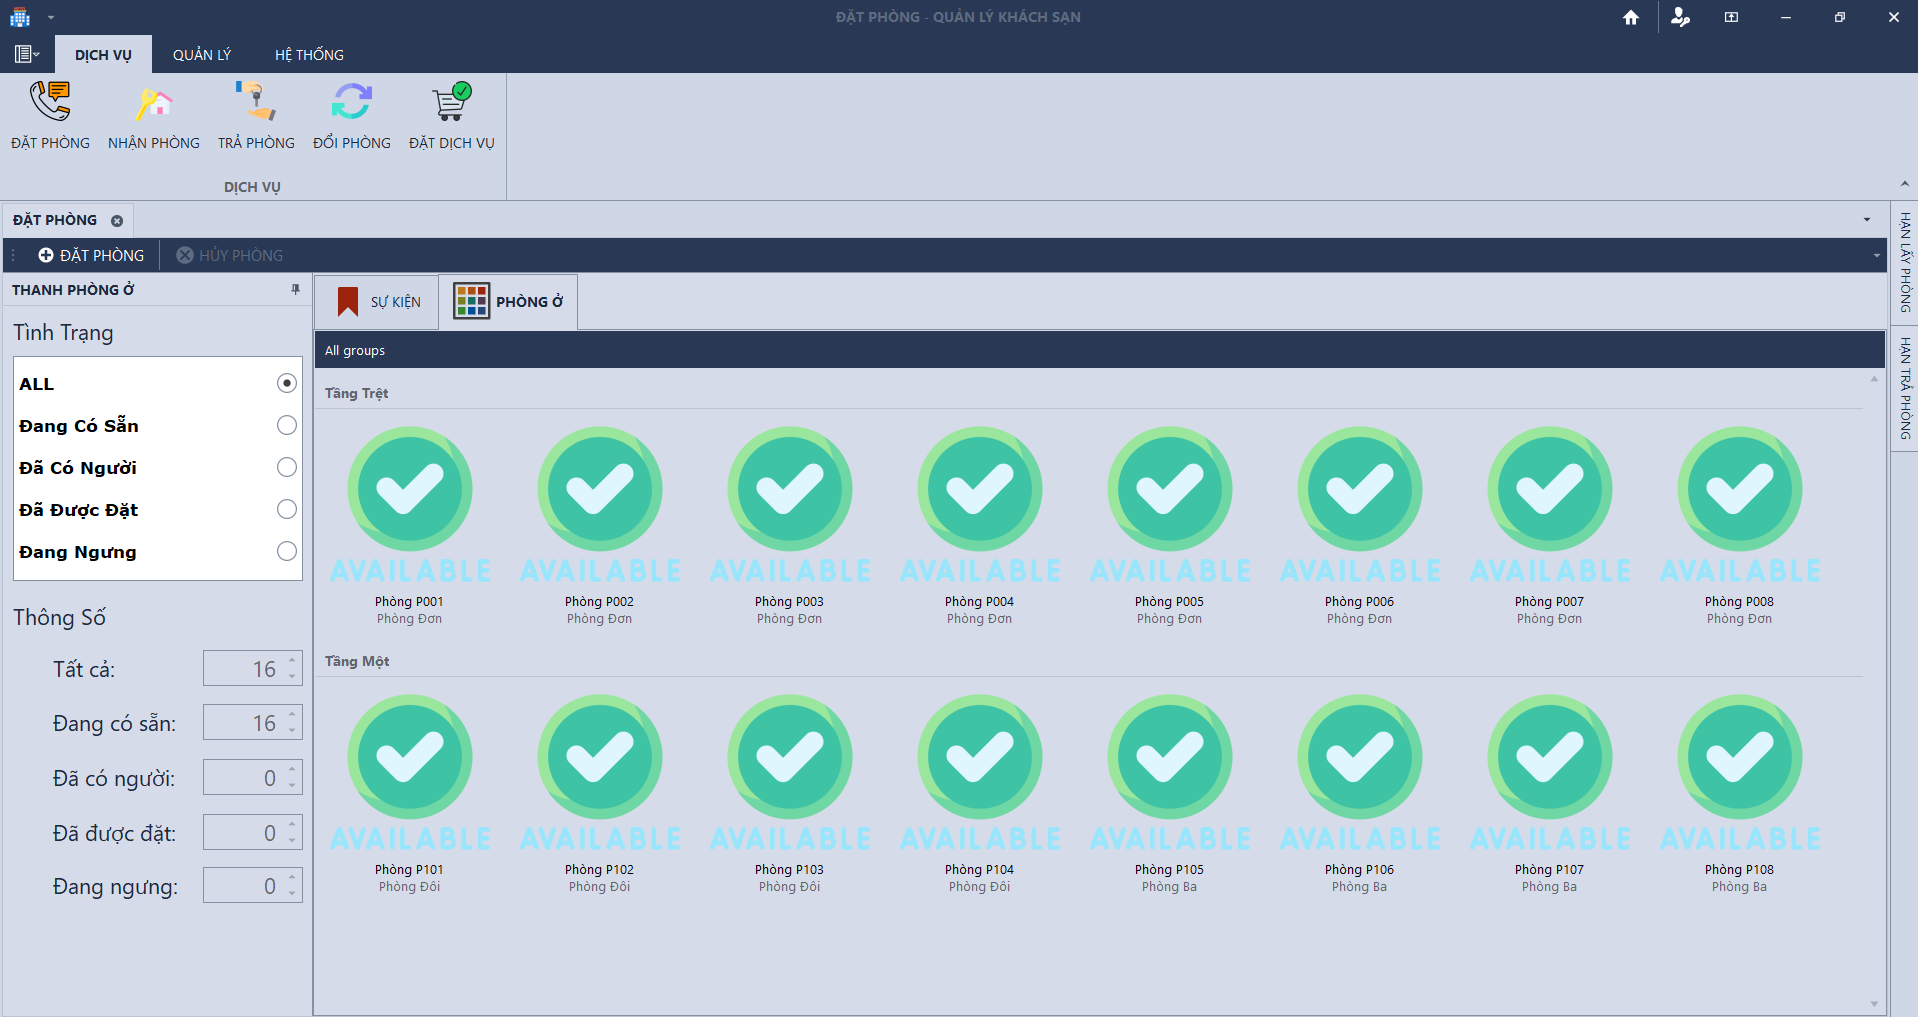 ĐẶT PHÒNG - QUẢN LÝ KHÁCH SẠN
DỊCH VỤ QUẢN LÝ HỆ THỐNG
ĐẶT PHÒNG NHẬN PHÒNG TRẢ PHÒNG ĐỔI PHÒNG ĐẶT DỊCH VỤ
DỊCH VỤ
ĐẶT PHÒNG
ĐẶT PHÒNG HỦY PHÒNG
THANH PHÒNG Ở
Tình Trạng
ALL
Đang Có Sẵn
Đã Có Người
Đã Được Đặt
Đang Ngưng
Thông Số
Tất cả: 16
Đang có sẵn: 16
Đã có người: 0
Đã được đặt: 0
Đang ngưng: 0
SỰ KIỆN PHÒNG Ở
All groups
Tầng Trệt
AVAILABLE AVAILABLE AVAILABLE AVAILABLE AVAILABLE AVAILABLE AVAILABLE AVAILABLE
Phòng P001 Phòng P002 Phòng P003 Phòng P004 Phòng P005 Phòng P006 Phòng P007 Phòng P008
Phòng Đơn Phòng Đơn Phòng Đơn Phòng Đơn Phòng Đơn Phòng Đơn Phòng Đơn Phòng Đơn
Tầng Một
AVAILABLE AVAILABLE AVAILABLE AVAILABLE AVAILABLE AVAILABLE AVAILABLE AVAILABLE
Phòng P101 Phòng P102 Phòng P103 Phòng P104 Phòng P105 Phòng P106 Phòng P107 Phòng P108
Phòng Đôi Phòng Đôi Phòng Đôi Phòng Đôi Phòng Ba Phòng Ba Phòng Ba Phòng Ba
HẠN LẤY PHÒNG
HẠN TRẢ PHÒNG